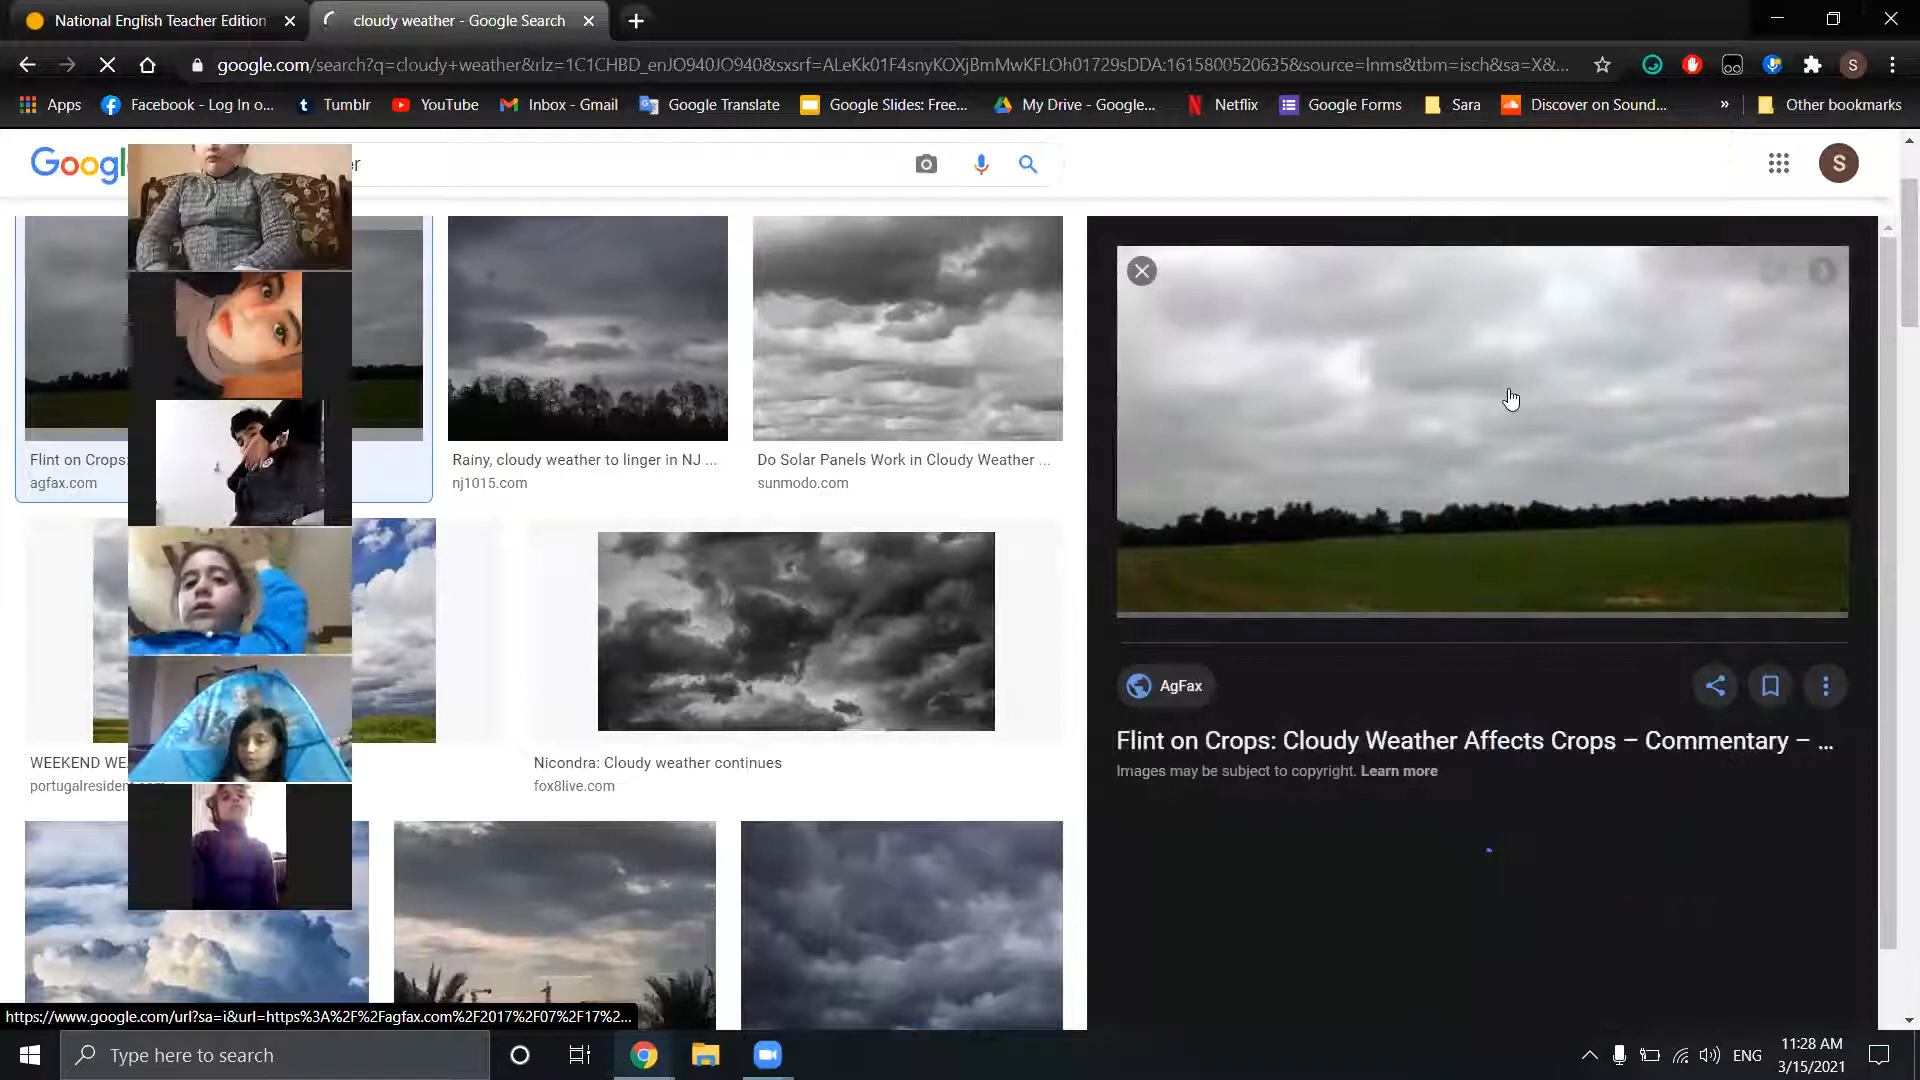 National English Teacher Edition
cloudy weather - Google Search
google.com/search?q=cloudy+weather&rlz=1C1CHBD_enJO940JO940&sxsrf=ALeKk01F4snyKOXjBmMwKFLOh01729sDDA:1615800520635&source=lnms&tbm=isch&sa=X&...
S
Apps
Facebook - Log In o...
Tumblr
YouTube
Inbox - Gmail
Google Translate
Google Slides: Free...
My Drive - Google...
Netflix
Google Forms
Sara
Discover on Sound...
»
Other bookmarks
Googl
er
S
Flint on Crops:
agfax.com
Rainy, cloudy weather to linger in NJ ...
nj1015.com
Do Solar Panels Work in Cloudy Weather ...
sunmodo.com
AgFax
Flint on Crops: Cloudy Weather Affects Crops – Commentary – ...
Images may be subject to copyright. Learn more
WEEKEND WE
portugalresident.com
Nicondra: Cloudy weather continues
fox8live.com
https://www.google.com/url?sa=i&url=https%3A%2F%2Fagfax.com%2F2017%2F07%2F17%2...
Type here to search
ENG
11:28 AM
3/15/2021